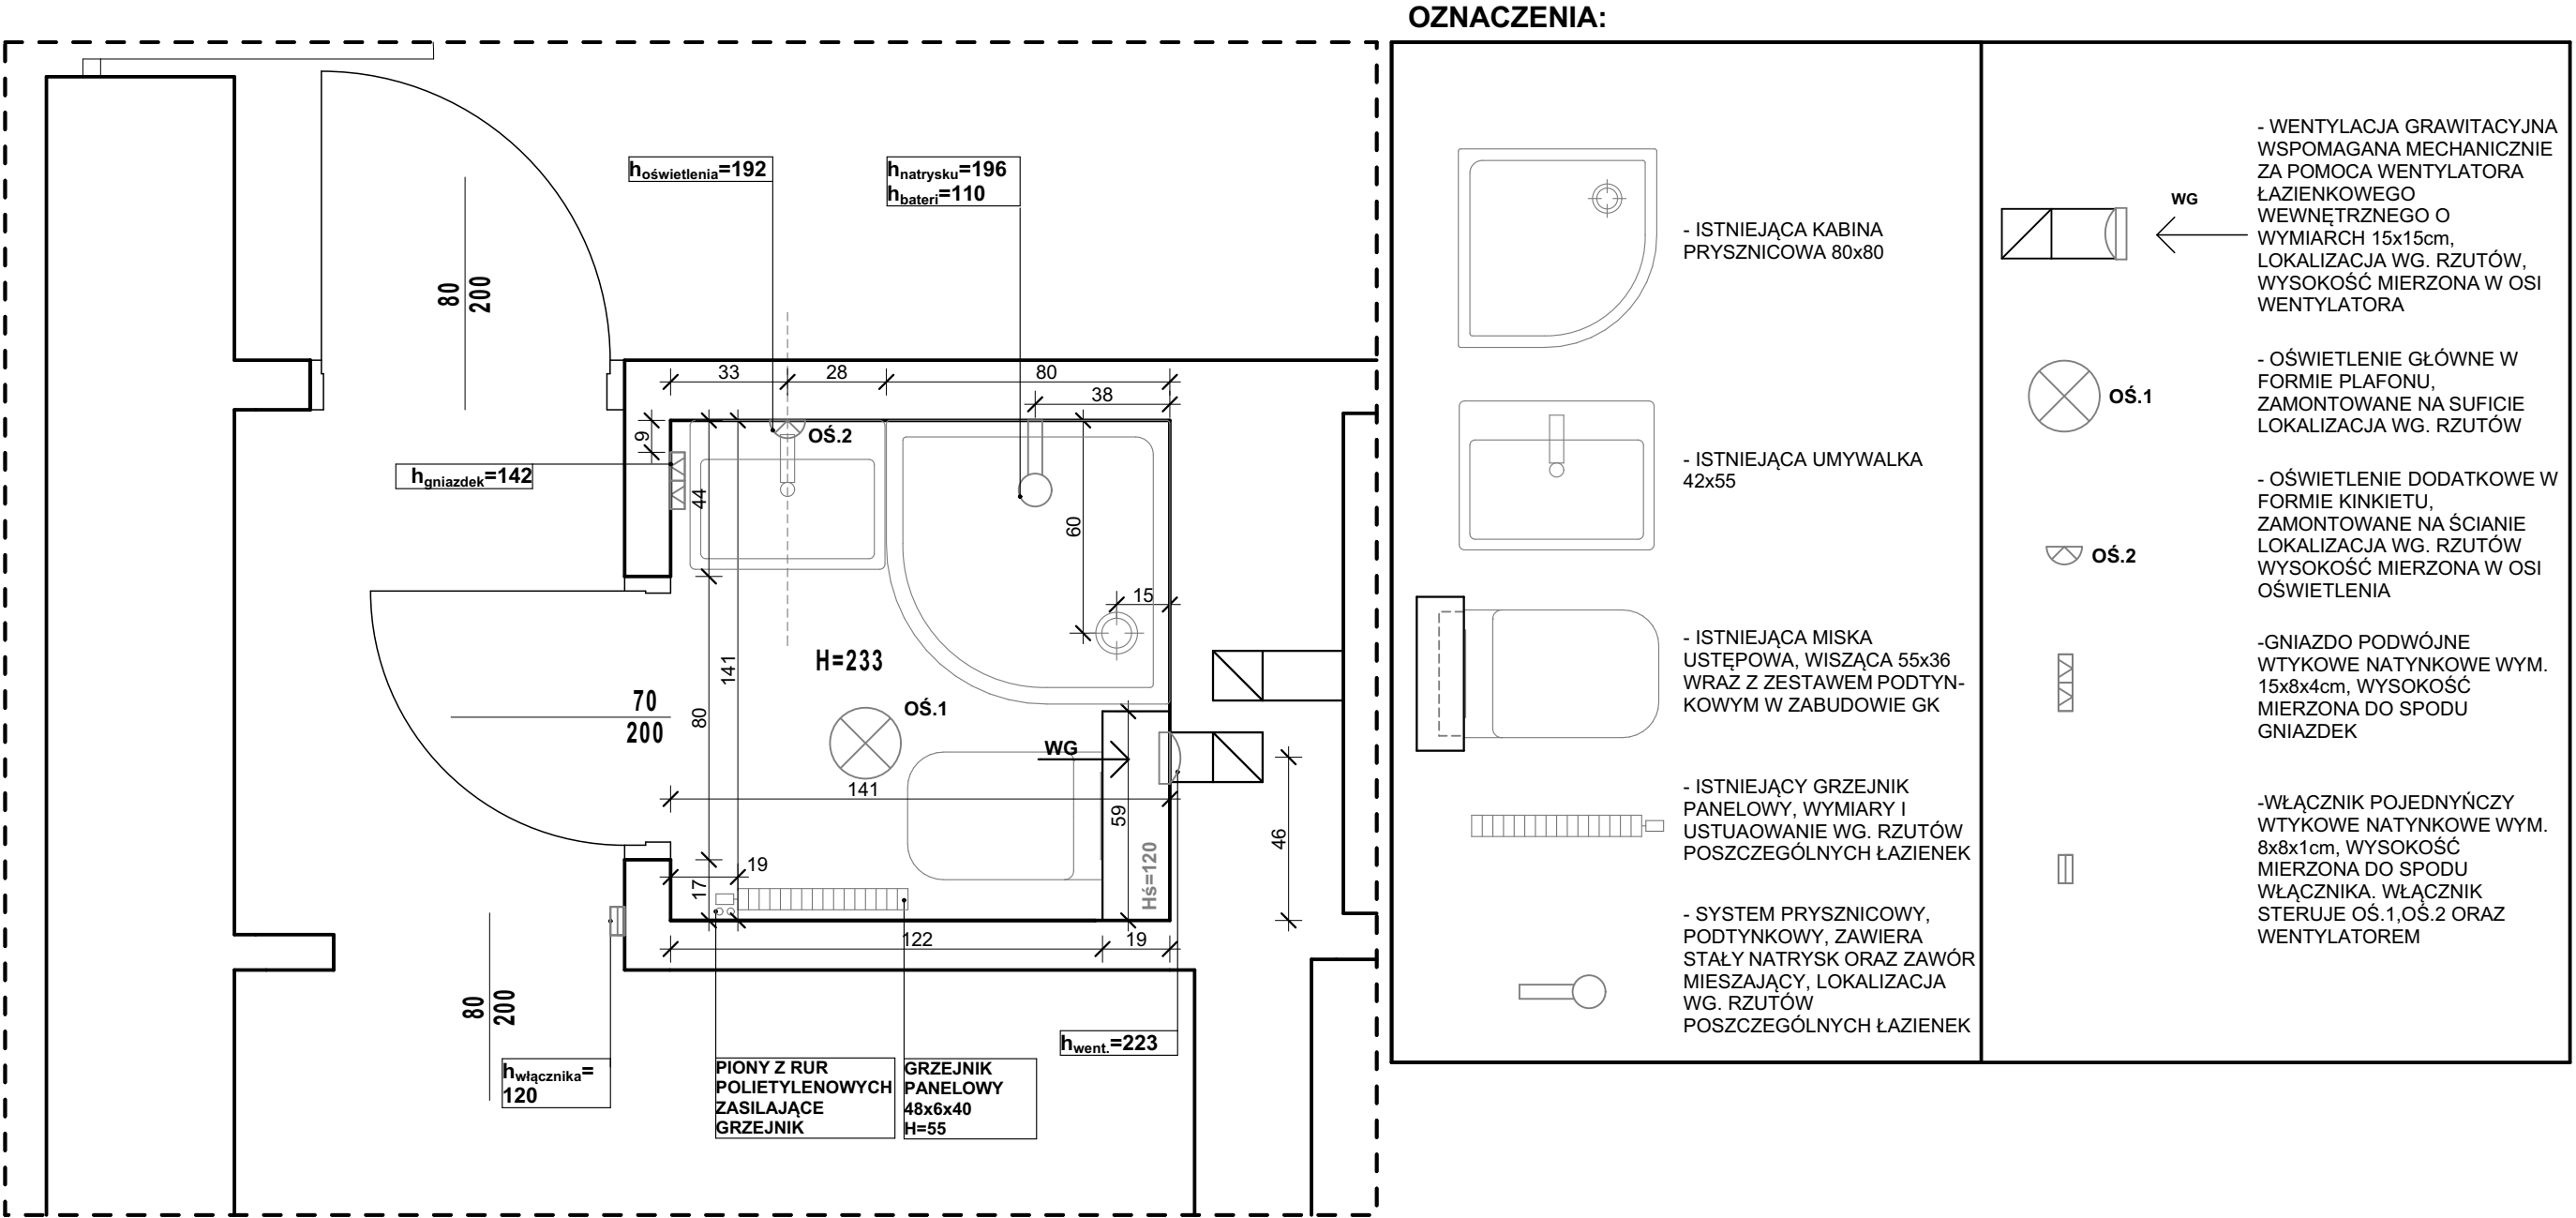 OZNACZENIA:
80
200
hoświetlenia=192
hnatrysku=196
hbateri=110
33
28
80
38
9
OŚ.2
hgniazdek=142
44
60
15
141
H=233
70
200
80
OŚ.1
WG
141
59
46
19
17
Hś=120
122
19
80
200
hwłącznika=
120
PIONY Z RUR
POLIETYLENOWYCH
ZASILAJĄCE
GRZEJNIK
GRZEJNIK
PANELOWY
48x6x40
H=55
hwent.=223
- ISTNIEJĄCA KABINA
PRYSZNICOWA 80x80
- ISTNIEJĄCA UMYWALKA
42x55
- ISTNIEJĄCA MISKA
USTĘPOWA, WISZĄCA 55x36
WRAZ Z ZESTAWEM PODTYN-
KOWYM W ZABUDOWIE GK
- ISTNIEJĄCY GRZEJNIK
PANELOWY, WYMIARY I
USTUAOWANIE WG. RZUTÓW
POSZCZEGÓLNYCH ŁAZIENEK
- SYSTEM PRYSZNICOWY,
PODTYNKOWY, ZAWIERA
STAŁY NATRYSK ORAZ ZAWÓR
MIESZAJĄCY, LOKALIZACJA
WG. RZUTÓW
POSZCZEGÓLNYCH ŁAZIENEK
WG
- WENTYLACJA GRAWITACYJNA
WSPOMAGANA MECHANICZNIE
ZA POMOCA WENTYLATORA
ŁAZIENKOWEGO
WEWNĘTRZNEGO O
WYMIARCH 15x15cm,
LOKALIZACJA WG. RZUTÓW,
WYSOKOŚĆ MIERZONA W OSI
WENTYLATORA
OŚ.1
- OŚWIETLENIE GŁÓWNE W
FORMIE PLAFONU,
ZAMONTOWANE NA SUFICIE
LOKALIZACJA WG. RZUTÓW
OŚ.2
- OŚWIETLENIE DODATKOWE W
FORMIE KINKIETU,
ZAMONTOWANE NA ŚCIANIE
LOKALIZACJA WG. RZUTÓW
WYSOKOŚĆ MIERZONA W OSI
OŚWIETLENIA
-GNIAZDO PODWÓJNE
WTYKOWE NATYNKOWE WYM.
15x8x4cm, WYSOKOŚĆ
MIERZONA DO SPODU
GNIAZDEK
-WŁĄCZNIK POJEDNYŃCZY
WTYKOWE NATYNKOWE WYM.
8x8x1cm, WYSOKOŚĆ
MIERZONA DO SPODU
WŁĄCZNIKA. WŁĄCZNIK
STERUJE OŚ.1,OŚ.2 ORAZ
WENTYLATOREM